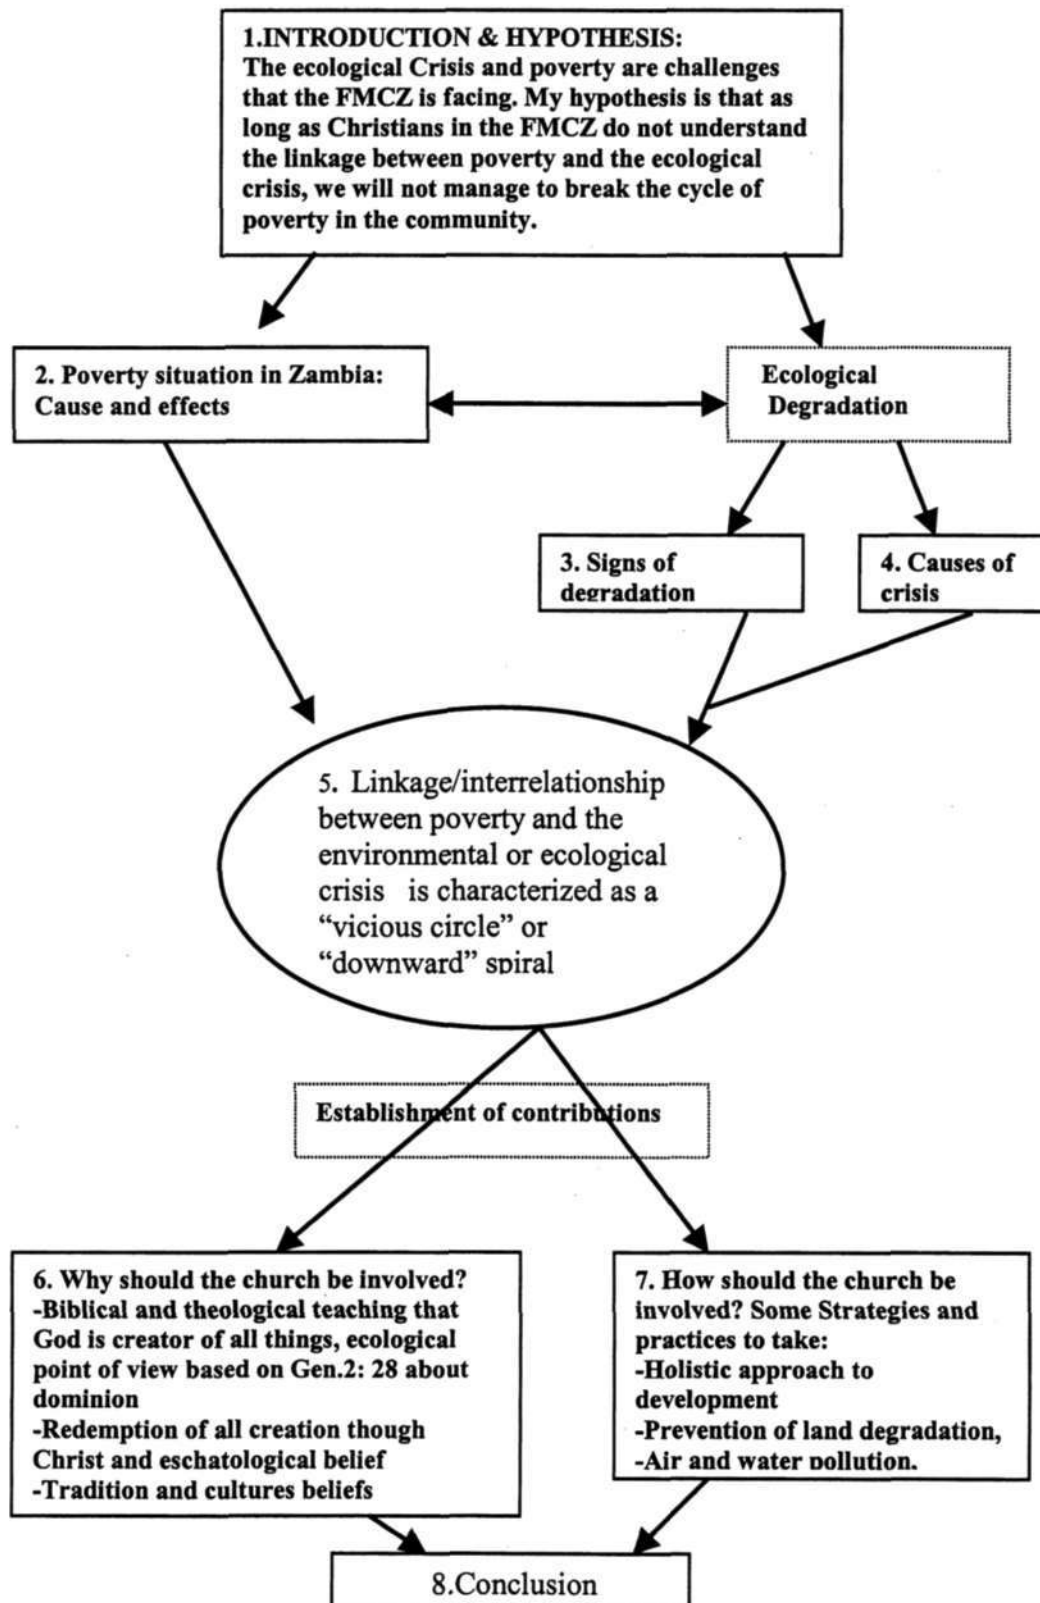 1.INTRODUCTION & HYPOTHESIS:
The ecological Crisis and poverty are challenges
that the FMCZ is facing. My hypothesis is that as
long as Christians in the FMCZ do not understand
the linkage between poverty and the ecological
crisis, we will not manage to break the cycle of
poverty in the community.
2. Poverty situation in Zambia:
Cause and effects
Ecological
Degradation
3. Signs of
degradation
4. Causes of
crisis
5. Linkage/interrelationship
between poverty and the
environmental or ecological
crisis is characterized as a
“vicious circle” or
“downward” spiral
Establishment of contributions
6. Why should the church be involved?
-Biblical and theological teaching that
God is creator of all things, ecological
point of view based on Gen.2: 28 about
dominion
-Redemption of all creation though
Christ and eschatological belief
-Tradition and cultures beliefs
7. How should the church be
involved? Some Strategies and
practices to take:
-Holistic approach to
development
-Prevention of land degradation,
-Air and water pollution.
8.Conclusion